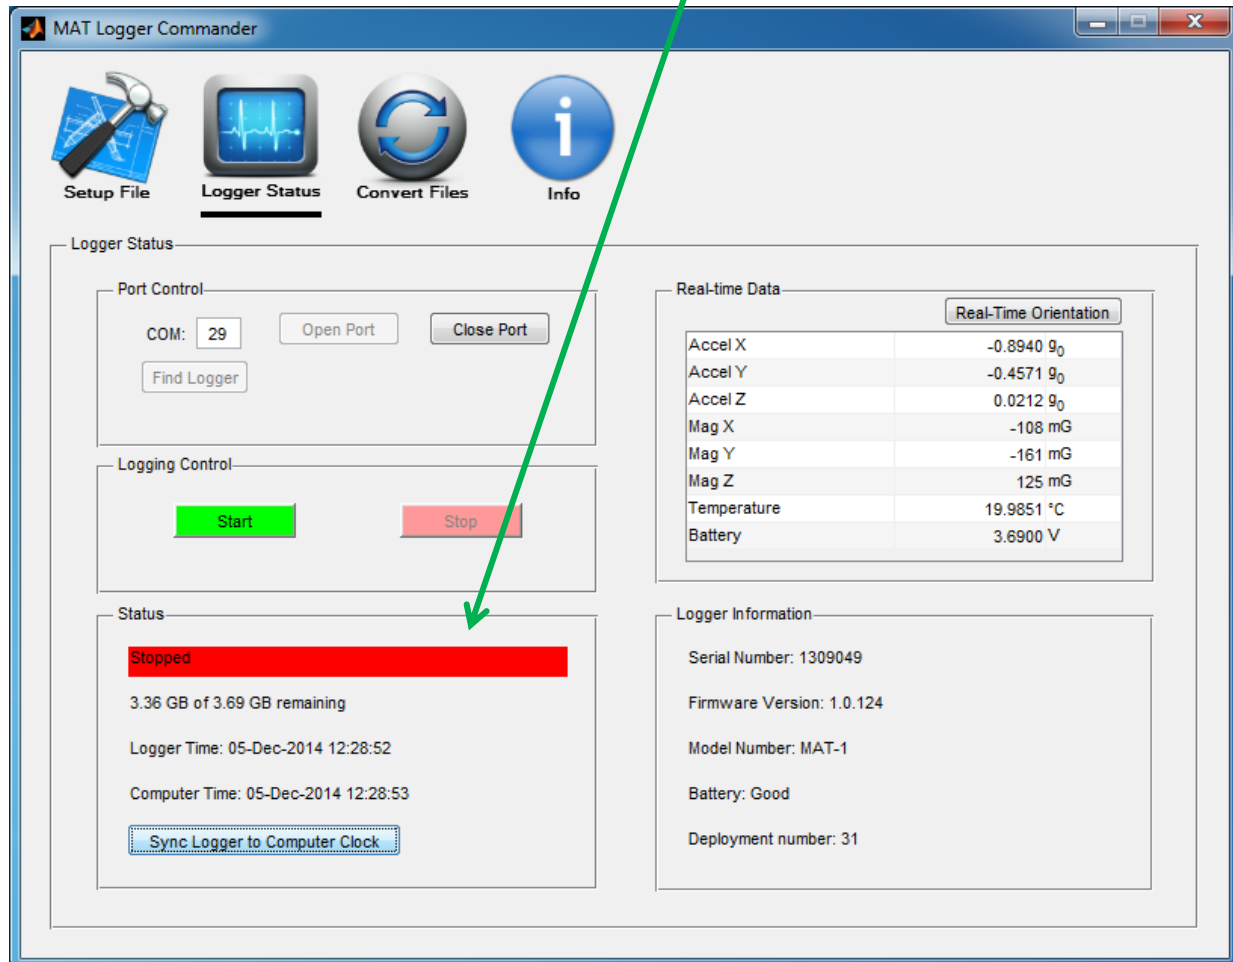 MAT Logger Commander
Setup File
Logger Status
Convert Files
Info
Logger Status
Port Control
COM: 29
Open Port
Close Port
Find Logger
Logging Control
Start
Stop
Status
Stopped
3.36 GB of 3.69 GB remaining
Logger Time: 05-Dec-2014 12:28:52
Computer Time: 05-Dec-2014 12:28:53
Sync Logger to Computer Clock
Real-time Data
Real-Time Orientation
Accel X -0.8940 g0
Accel Y -0.4571 g0
Accel Z 0.0212 g0
Mag X -108 mG
Mag Y -161 mG
Mag Z 125 mG
Temperature 19.9851 °C
Battery 3.6900 V
Logger Information
Serial Number: 1309049
Firmware Version: 1.0.124
Model Number: MAT-1
Battery: Good
Deployment number: 31